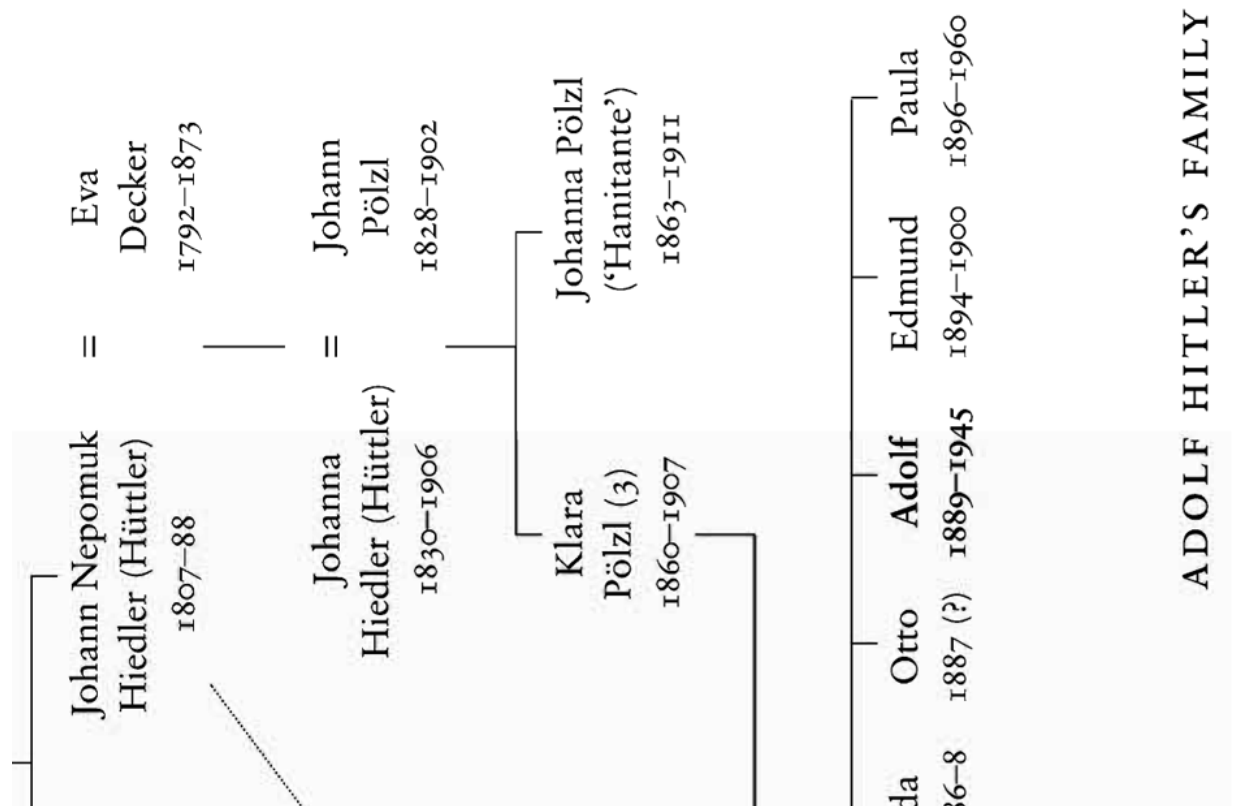 Johann Nepomuk
Hiedler (Hüttler)
1807–88
=
Eva
Decker
1792–1873
Johanna
Hiedler (Hüttler)
1830–1906
=
Johann
Pölzl
1828–1902
Klara
Pölzl (3)
1860–1907
Johanna Pölzl
(‘Hanitante’)
1863–1911
Otto
1887 (?)
Adolf
1889–1945
Edmund
1894–1900
Paula
1896–1960
ADOLF HITLER’S FAMILY